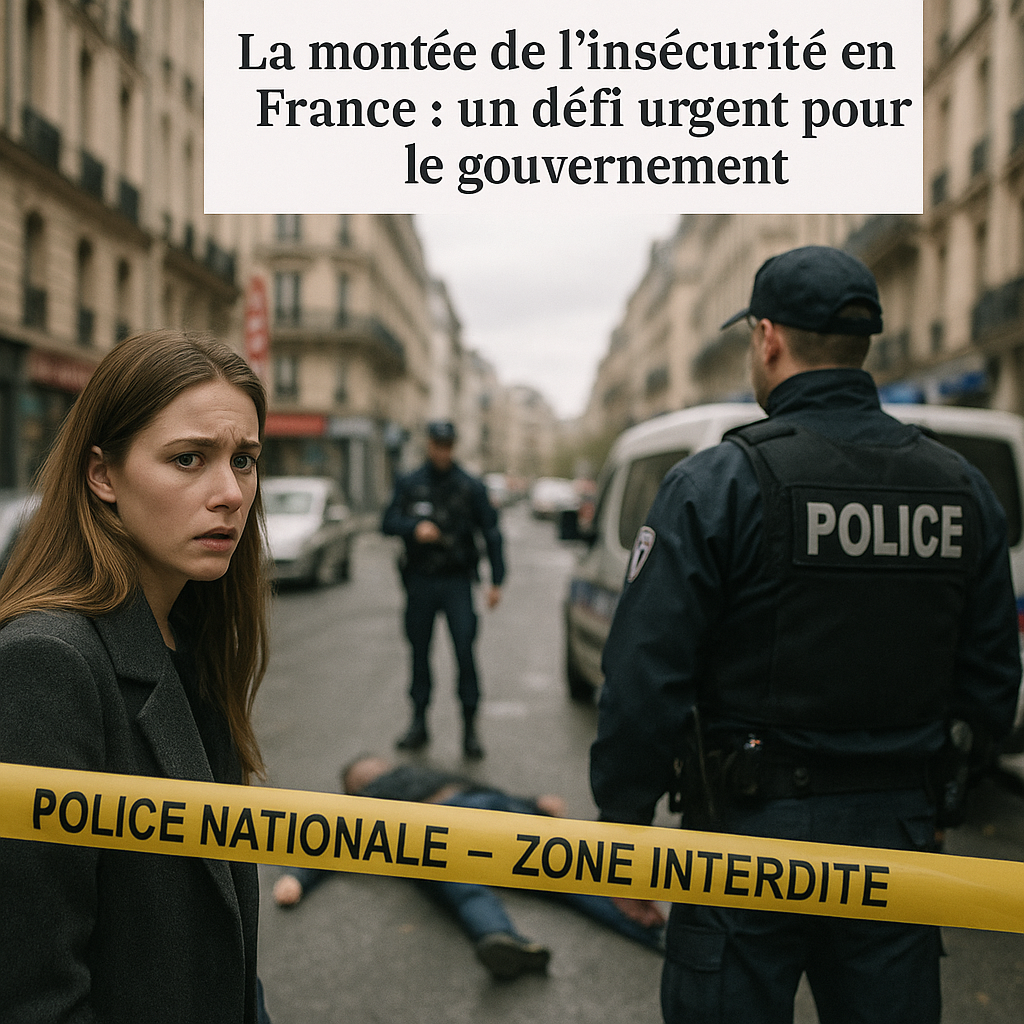 La montée de l’insécurité en
France : un défi urgent pour
le gouvernement
POLICE
POLICE NATIONALE – ZONE INTERDITE